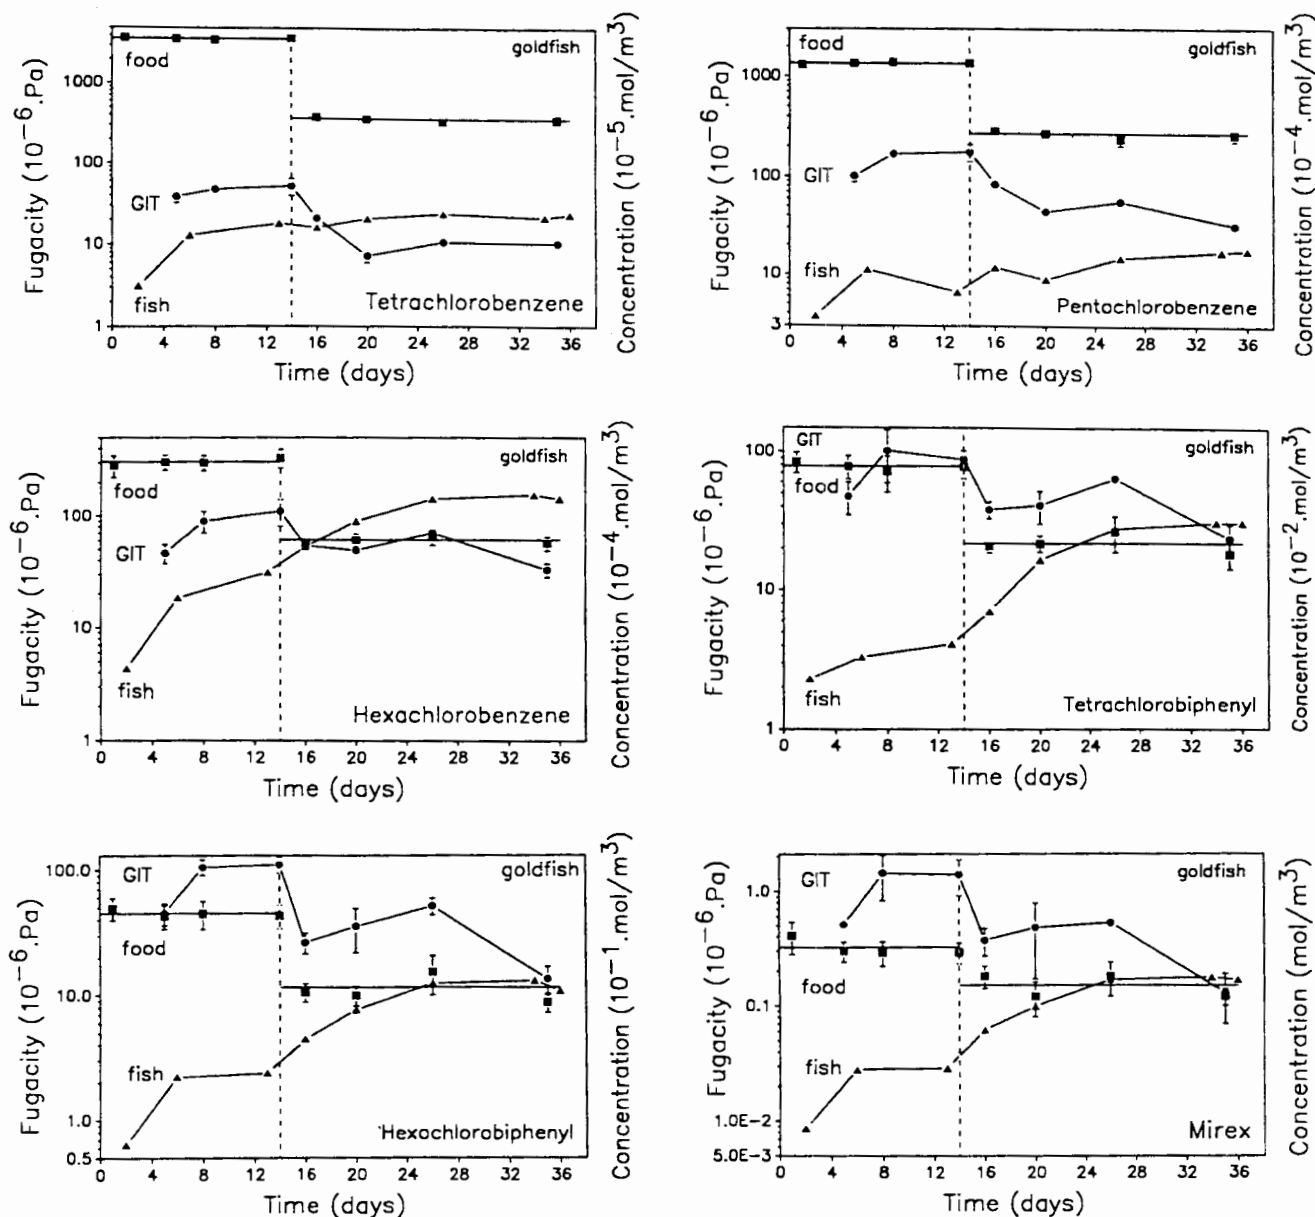 goldfish
food
GIT
fish
Tetrachlorobenzene
1000
100
10
1
0 4 8 12 16 20 24 28 32 36
Time (days)
Fugacity (10−6.Pa)
Concentration (10−5.mol/m3)
goldfish
food
GIT
fish
Pentochlorobenzene
1000
100
10
3
0 4 8 12 16 20 24 28 32 36
Time (days)
Fugacity (10−6.Pa)
Concentration (10−4.mol/m3)
goldfish
food
GIT
fish
Hexachlorobenzene
100
10
1
0 4 8 12 16 20 24 28 32 36
Time (days)
Fugacity (10−6.Pa)
Concentration (10−4.mol/m3)
GIT
goldfish
food
fish
Tetrachlorobiphenyl
100
10
1
0 4 8 12 16 20 24 28 32 36
Time (days)
Fugacity (10−6.Pa)
Concentration (10−2.mol/m3)
goldfish
GIT
food
fish
Hexachlorobiphenyl
100.0
10.0
1.0
0.5
0 4 8 12 16 20 24 28 32 36
Time (days)
Fugacity (10−6.Pa)
Concentration (10−1.mol/m3)
goldfish
GIT
food
fish
Mirex
1.0
0.1
1.0E−2
5.0E−3
0 4 8 12 16 20 24 28 32 36
Time (days)
Fugacity (10−6.Pa)
Concentration (mol/m3)